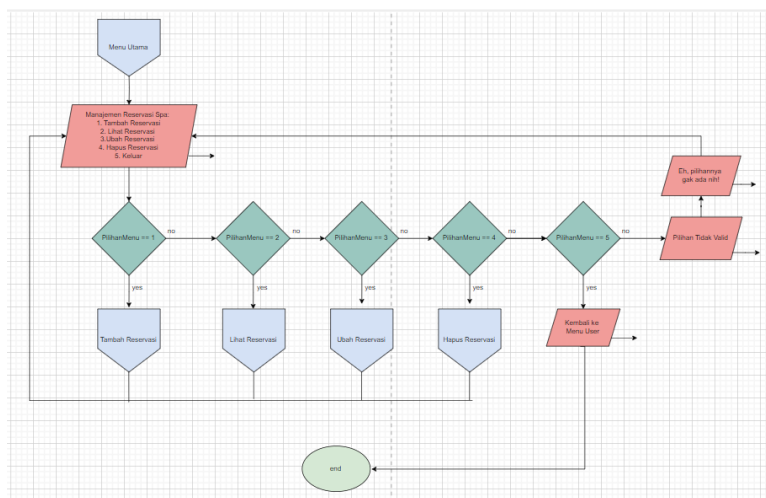 Menu Utama
Manajemen Reservasi Spa:
1. Tambah Reservasi
2. Lihat Reservasi
3.Ubah Reservasi
4. Hapus Reservasi
5. Keluar
Eh, pilihannya
gak ada nih!
PilihanMenu == 1
no
PilihanMenu == 2
no
PilihanMenu == 3
no
PilihanMenu == 4
no
PilihanMenu == 5
no
Pilihan Tidak Valid
yes
yes
yes
yes
yes
Tambah Reservasi
Lihat Reservasi
Ubah Reservasi
Hapus Reservasi
Kembali ke
Menu User
end